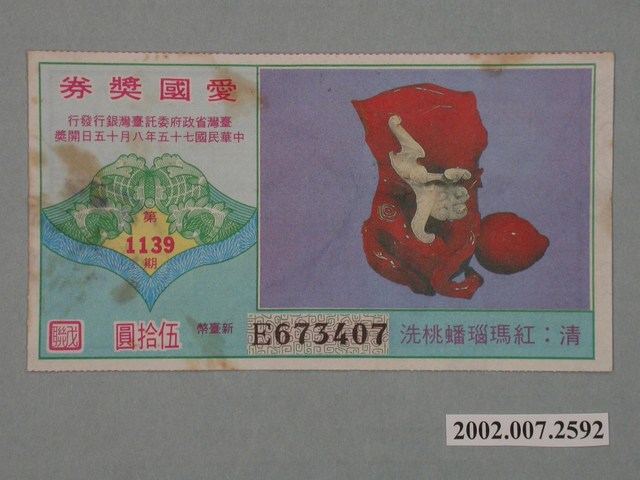 愛國獎券
臺灣省政府委託臺灣銀行發行
中華民國七十五年八月十五日開獎
第
1139
期
聯戊
伍拾圓
新臺幣
E673407
清：紅瑪瑙蟠桃洗
2002.007.2592